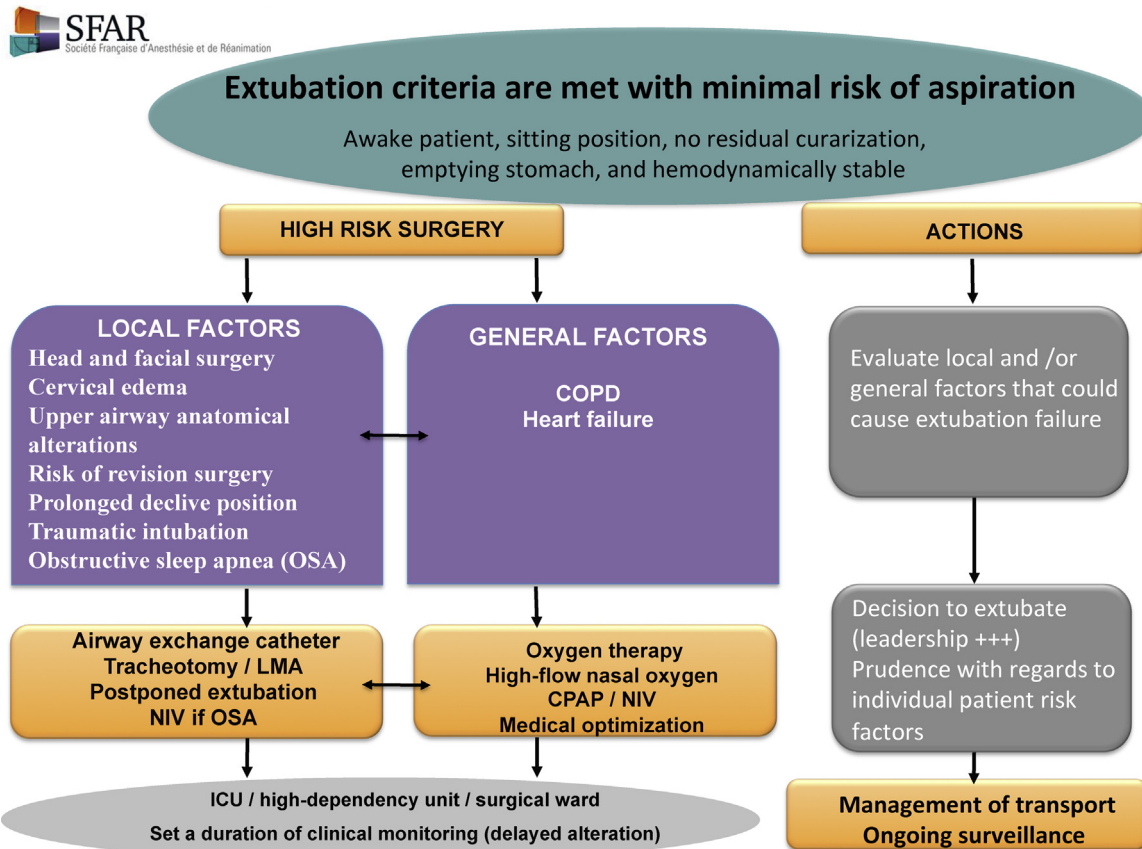 SFAR
Société Française d'Anesthésie et de Réanimation
Extubation criteria are met with minimal risk of aspiration
Awake patient, sitting position, no residual curarization,
emptying stomach, and hemodynamically stable
HIGH RISK SURGERY
ACTIONS
LOCAL FACTORS
Head and facial surgery
Cervical edema
Upper airway anatomical
alterations
Risk of revision surgery
Prolonged declive position
Traumatic intubation
Obstructive sleep apnea (OSA)
GENERAL FACTORS
COPD
Heart failure
Evaluate local and /or
general factors that could
cause extubation failure
Airway exchange catheter
Tracheotomy / LMA
Postponed extubation
NIV if OSA
Oxygen therapy
High-flow nasal oxygen
CPAP / NIV
Medical optimization
Decision to extubate
(leadership +++)
Prudence with regards to
individual patient risk
factors
ICU / high-dependency unit / surgical ward
Set a duration of clinical monitoring (delayed alteration)
Management of transport
Ongoing surveillance